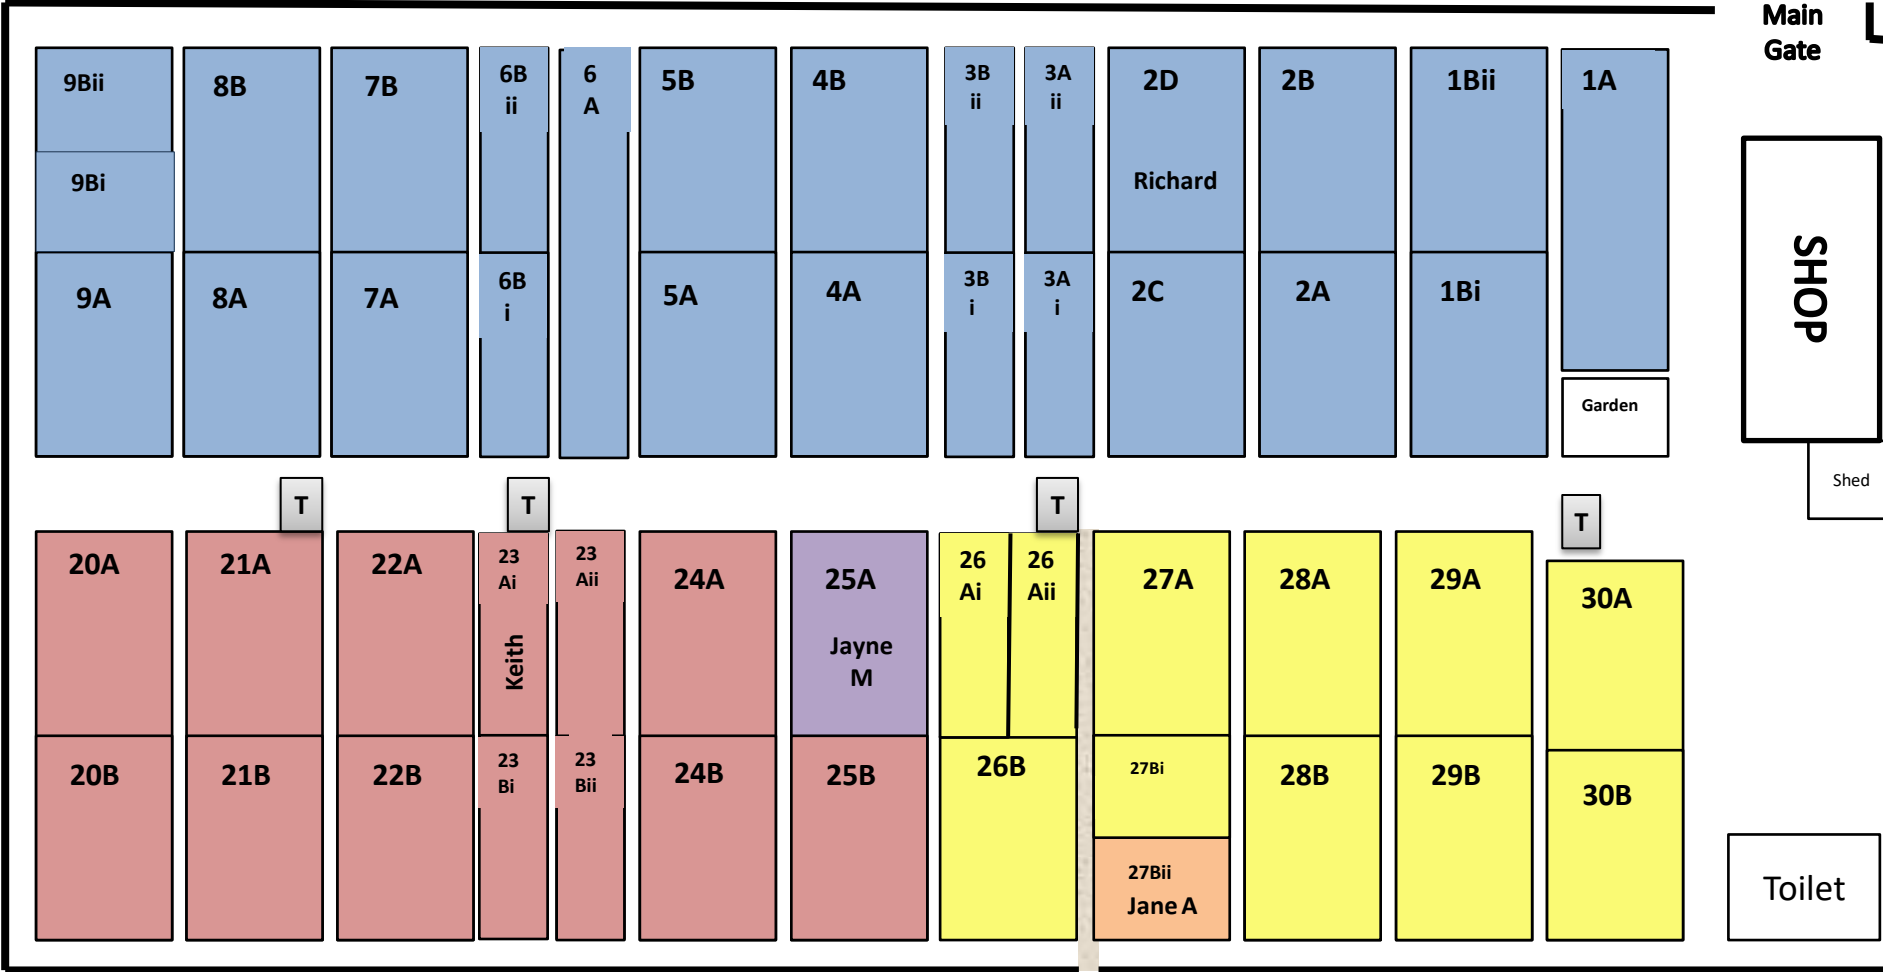 Main
Gate
9Bii
8B
7B
6B
ii
6
A
5B
4B
3B
ii
3A
ii
2D
Richard
2B
1Bii
1A
9Bi
9A
8A
7A
6B
i
5A
4A
3B
i
3A
i
2C
2A
1Bi
Garden
SHOP
Shed
T
T
T
T
20A
21A
22A
23
Ai
Keith
23
Aii
24A
25A
Jayne
M
26
Ai
26
Aii
27A
28A
29A
30A
20B
21B
22B
23
Bi
23
Bii
24B
25B
26B
27Bi
28B
29B
30B
27Bii
Jane A
Toilet